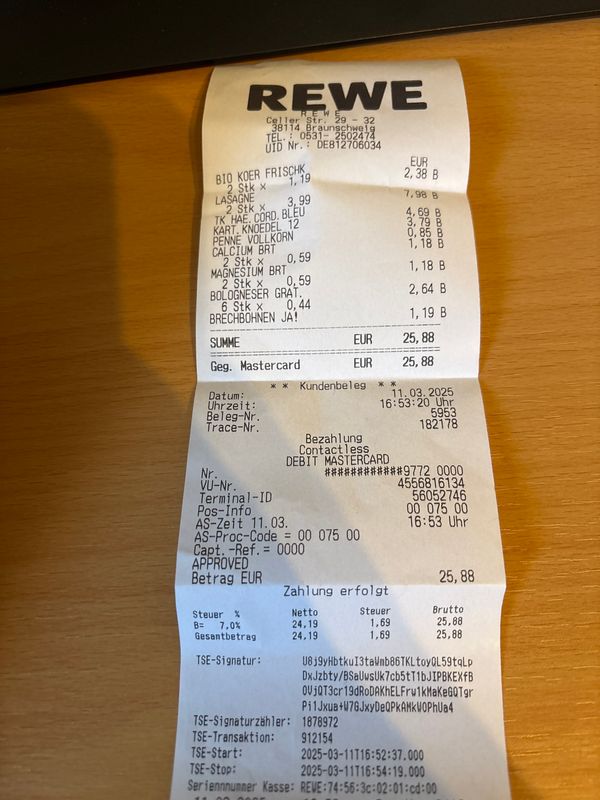 REWE
R E W E
Celler Str. 29 - 32
38114 Braunschweig
TEL.: 0531- 2502474
UID Nr.: DE812706034
EUR
BIO KOER FRISCHK 2,38 B
2 Stk x 1,19
LASAGNE 7,98 B
2 Stk x 3,99
TK HAE.CORD.BLEU 4,69 B
KART.KNOEDEL 12 3,79 B
PENNE VOLLKORN 0,85 B
CALCIUM BRT 1,18 B
2 Stk x 0,59
MAGNESIUM BRT 1,18 B
2 Stk x 0,59
BOLOGNESER GRAT. 2,64 B
6 Stk x 0,44
BRECHBOHNEN JA! 1,19 B
SUMME EUR 25,88
Geg. Mastercard EUR 25,88
* * Kundenbeleg * *
Datum: 11.03.2025
Uhrzeit: 16:53:20 Uhr
Beleg-Nr. 5953
Trace-Nr. 182178
Bezahlung
Contactless
DEBIT MASTERCARD
Nr. ############9772 0000
VU-Nr. 4556816134
Terminal-ID 56052746
Pos-Info 00 075 00
AS-Zeit 11.03. 16:53 Uhr
AS-Proc-Code = 00 075 00
Capt.-Ref.= 0000
APPROVED
Betrag EUR 25,88
Zahlung erfolgt
Steuer % Netto Steuer Brutto
B= 7,0% 24,19 1,69 25,88
Gesamtbetrag 24,19 1,69 25,88
TSE-Signatur: U8j9yHbtkuI3taWmb86TKLtoyQL59tqLp
DxJzbty/BSaUwsUk7cb5tT1bJIPBKEXfB
OVjQT3cr19dRoDAKhELFrw1kMaKeGQTgr
Pi1Jxua+W7GJxyDeQPkAMkWOPhUa4
TSE-Signaturzähler: 1878972
TSE-Transaktion: 912154
TSE-Start: 2025-03-11T16:52:37.000
TSE-Stop: 2025-03-11T16:54:19.000
Seriennnummer Kasse: REWE:74:56:3c:02:01:cd:00